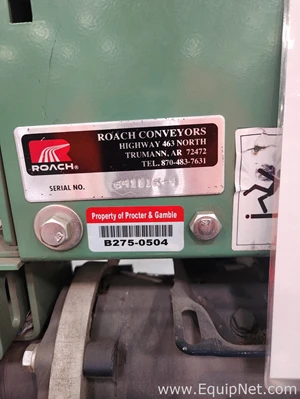 ROACH CONVEYORS
HIGHWAY 463 NORTH
TRUMANN, AR 72472
TEL. 870-483-7631
ROACH®
SERIAL NO.
Property of Procter & Gamble
B275-0504
www.EquipNet.com